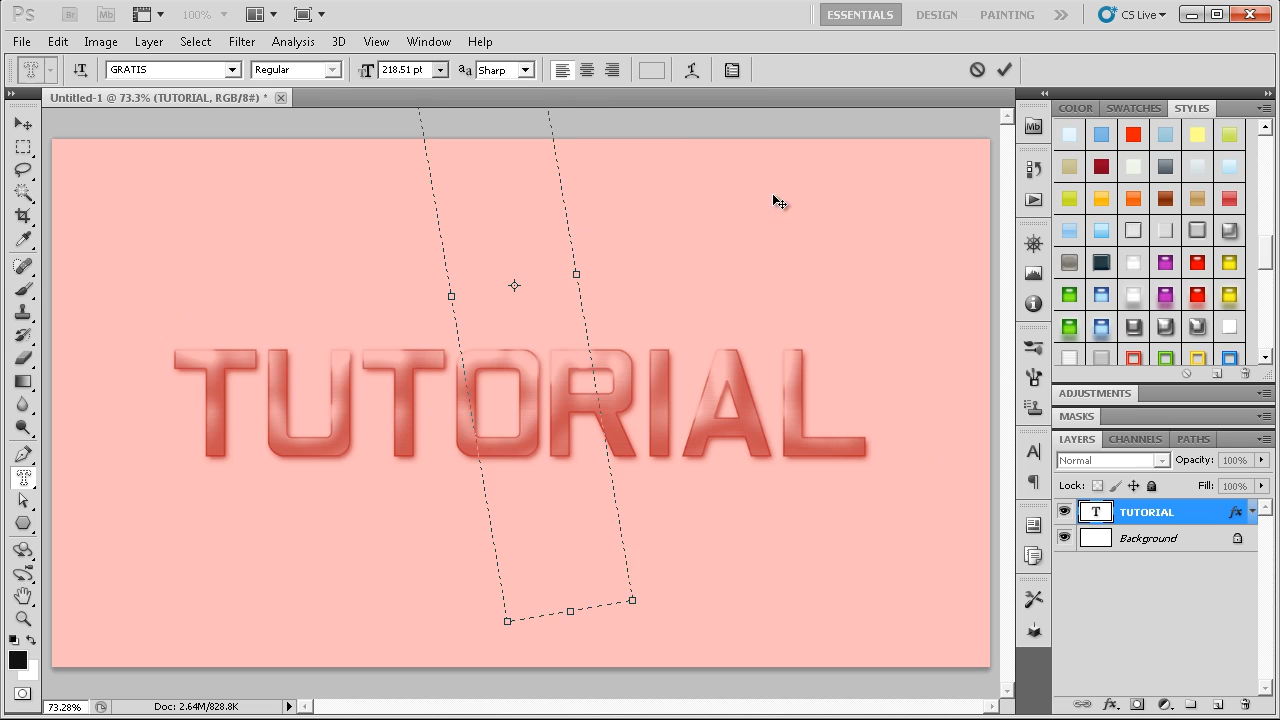 Ps
Br
Mb
100%
ESSENTIALS
DESIGN
PAINTING
CS Live
File
Edit
Image
Layer
Select
Filter
Analysis
3D
View
Window
Help
T
GRATIS
Regular
218.51 pt
aa
Sharp
Untitled-1 @ 73.3% (TUTORIAL, RGB/8#) *
COLOR
SWATCHES
STYLES
Mb
TUTORIAL
ADJUSTMENTS
MASKS
LAYERS
CHANNELS
PATHS
Normal
Opacity: 100%
Lock:
Fill: 100%
T
TUTORIAL
fx
Background
73.28%
Doc: 2.64M/828.8K